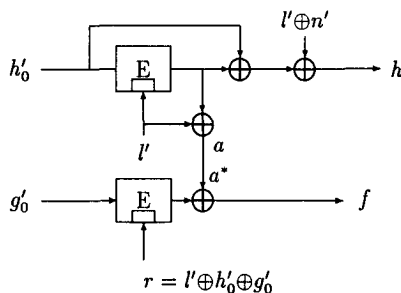 l′⊕n′
h′₀ E h
l′
a
a*
g′₀ E f
r = l′⊕h′₀⊕g′₀